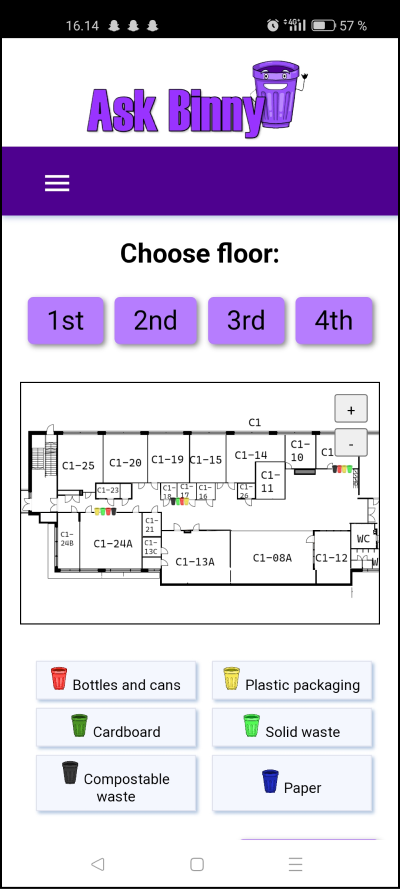 16.14
4G
57 %
Ask Binny
Choose floor:
1st 2nd 3rd 4th
C1
+
-
C1-25
C1-20
C1-19
C1-15
C1-14
C1-
10
C1
C1-
11
C1-23
C1-
18
C1-
17
C1-
16
C1-
26
C1-
24B
C1-24A
C1-
21
C1-
13C
C1-13A
C1-08A
C1-12
WC
W
Bottles and cans
Plastic packaging
Cardboard
Solid waste
Compostable
waste
Paper